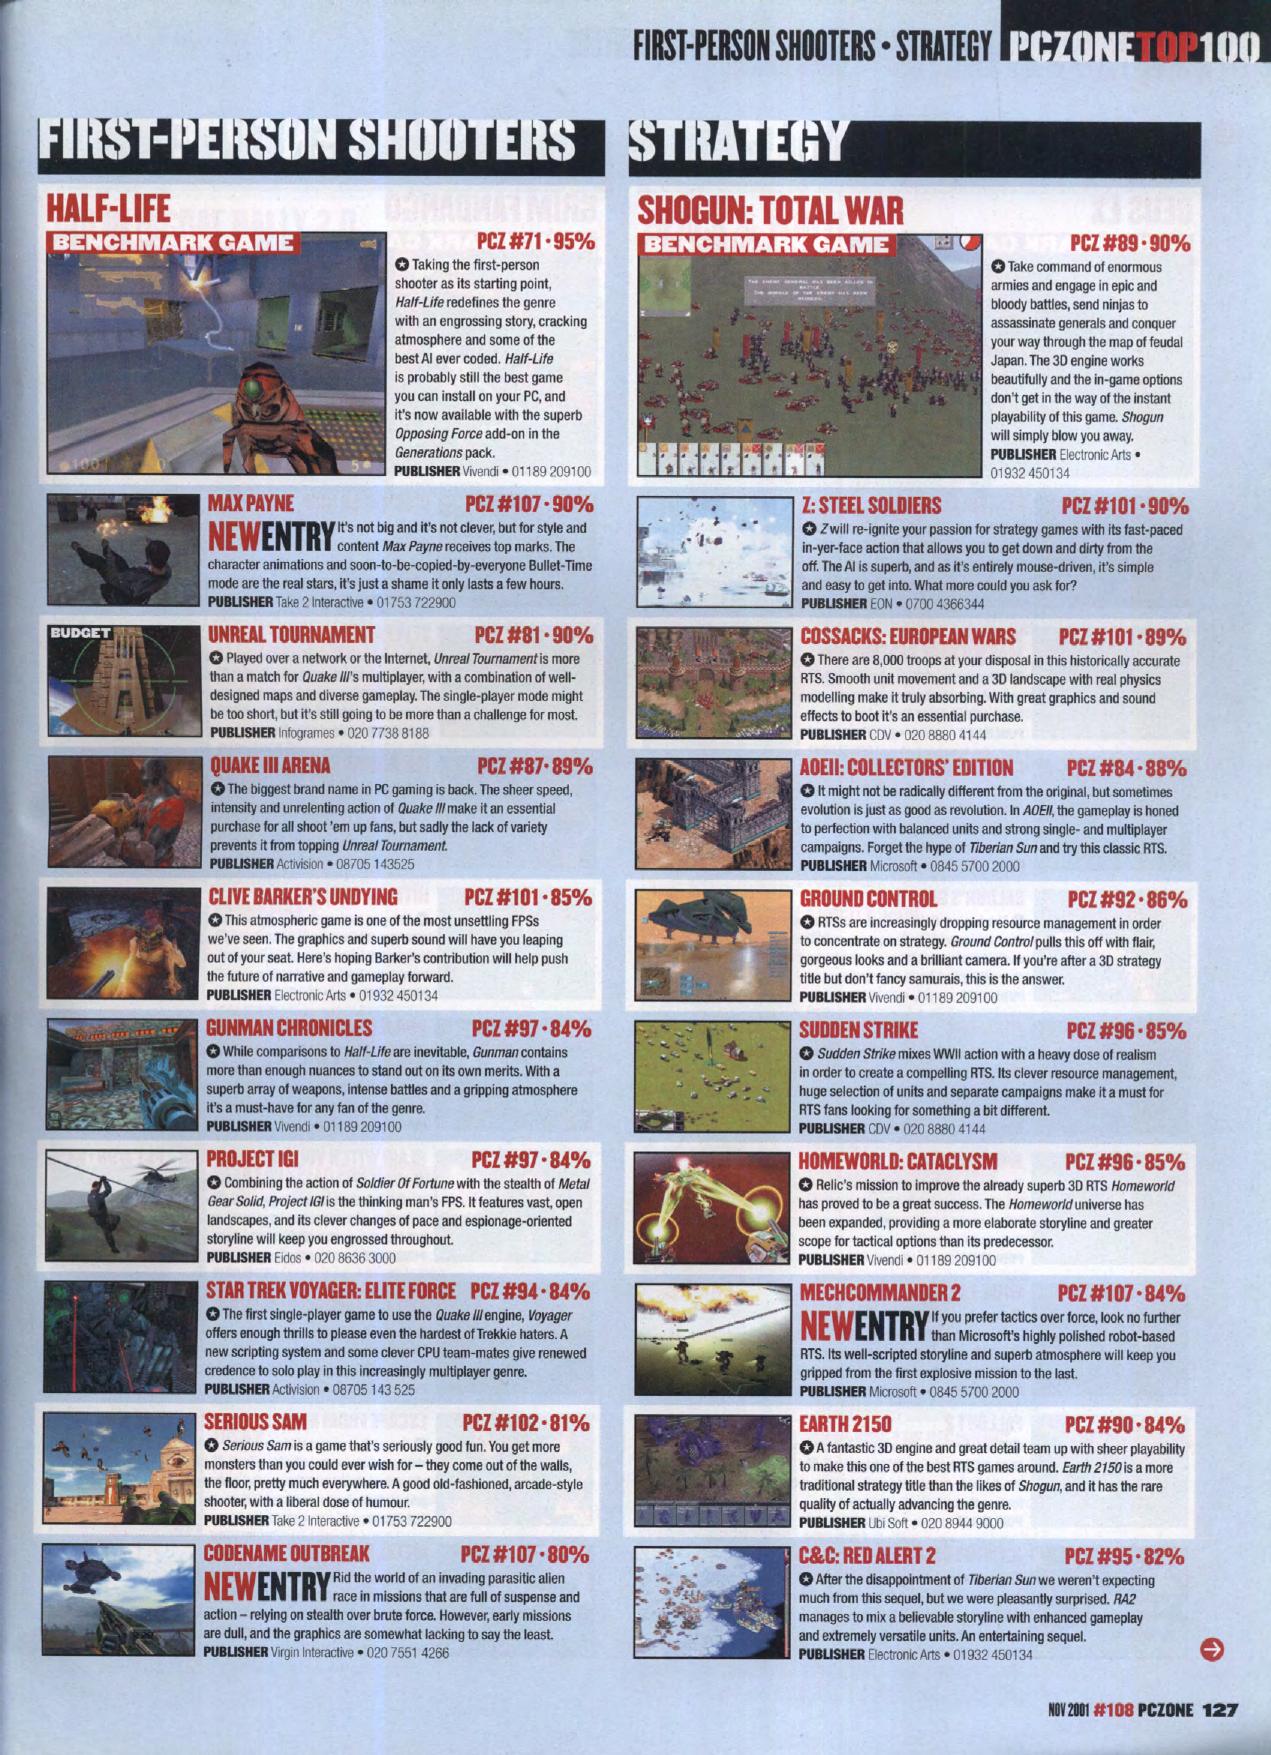 FIRST-PERSON SHOOTERS • STRATEGY PCZONETOP100
FIRST-PERSON SHOOTERS
HALF-LIFE
BENCHMARK GAME
PCZ #71 • 95%
Taking the first-person
shooter as its starting point,
Half-Life redefines the genre
with an engrossing story, cracking
atmosphere and some of the
best AI ever coded. Half-Life
is probably still the best game
you can install on your PC, and
it's now available with the superb
Opposing Force add-on in the
Generations pack.
PUBLISHER Vivendi • 01189 209100
MAX PAYNE PCZ #107 • 90%
NEWENTRY It's not big and it's not clever, but for style and
content Max Payne receives top marks. The
character animations and soon-to-be-copied-by-everyone Bullet-Time
mode are the real stars, it's just a shame it only lasts a few hours.
PUBLISHER Take 2 Interactive • 01753 722900
BUDGET
UNREAL TOURNAMENT PCZ #81 • 90%
Played over a network or the Internet, Unreal Tournament is more
than a match for Quake III's multiplayer, with a combination of well-
designed maps and diverse gameplay. The single-player mode might
be too short, but it's still going to be more than a challenge for most.
PUBLISHER Infogrames • 020 7738 8188
QUAKE III ARENA PCZ #87 • 89%
The biggest brand name in PC gaming is back. The sheer speed,
intensity and unrelenting action of Quake III make it an essential
purchase for all shoot 'em up fans, but sadly the lack of variety
prevents it from topping Unreal Tournament.
PUBLISHER Activision • 08705 143525
CLIVE BARKER'S UNDYING PCZ #101 • 85%
This atmospheric game is one of the most unsettling FPSs
we've seen. The graphics and superb sound will have you leaping
out of your seat. Here's hoping Barker's contribution will help push
the future of narrative and gameplay forward.
PUBLISHER Electronic Arts • 01932 450134
GUNMAN CHRONICLES PCZ #97 • 84%
While comparisons to Half-Life are inevitable, Gunman contains
more than enough nuances to stand out on its own merits. With a
superb array of weapons, intense battles and a gripping atmosphere
it's a must-have for any fan of the genre.
PUBLISHER Vivendi • 01189 209100
PROJECT IGI PCZ #97 • 84%
Combining the action of Soldier Of Fortune with the stealth of Metal
Gear Solid, Project IGI is the thinking man's FPS. It features vast, open
landscapes, and its clever changes of pace and espionage-oriented
storyline will keep you engrossed throughout.
PUBLISHER Eidos • 020 8636 3000
STAR TREK VOYAGER: ELITE FORCE PCZ #94 • 84%
The first single-player game to use the Quake III engine, Voyager
offers enough thrills to please even the hardest of Trekkie haters. A
new scripting system and some clever CPU team-mates give renewed
credence to solo play in this increasingly multiplayer genre.
PUBLISHER Activision • 08705 143 525
SERIOUS SAM PCZ #102 • 81%
Serious Sam is a game that's seriously good fun. You get more
monsters than you could ever wish for – they come out of the walls,
the floor, pretty much everywhere. A good old-fashioned, arcade-style
shooter, with a liberal dose of humour.
PUBLISHER Take 2 Interactive • 01753 722900
CODENAME OUTBREAK PCZ #107 • 80%
NEWENTRY Rid the world of an invading parasitic alien
race in missions that are full of suspense and
action – relying on stealth over brute force. However, early missions
are dull, and the graphics are somewhat lacking to say the least.
PUBLISHER Virgin Interactive • 020 7551 4266
STRATEGY
SHOGUN: TOTAL WAR
BENCHMARK GAME
PCZ #89 • 90%
Take command of enormous
armies and engage in epic and
bloody battles, send ninjas to
assassinate generals and conquer
your way through the map of feudal
Japan. The 3D engine works
beautifully and the in-game options
don't get in the way of the instant
playability of this game. Shogun
will simply blow you away.
PUBLISHER Electronic Arts •
01932 450134
Z: STEEL SOLDIERS PCZ #101 • 90%
Z will re-ignite your passion for strategy games with its fast-paced
in-yer-face action that allows you to get down and dirty from the
off. The AI is superb, and as it's entirely mouse-driven, it's simple
and easy to get into. What more could you ask for?
PUBLISHER EON • 0700 4366344
COSSACKS: EUROPEAN WARS PCZ #101 • 89%
There are 8,000 troops at your disposal in this historically accurate
RTS. Smooth unit movement and a 3D landscape with real physics
modelling make it truly absorbing. With great graphics and sound
effects to boot it's an essential purchase.
PUBLISHER CDV • 020 8880 4144
AOEII: COLLECTORS' EDITION PCZ #84 • 88%
It might not be radically different from the original, but sometimes
evolution is just as good as revolution. In AOEII, the gameplay is honed
to perfection with balanced units and strong single- and multiplayer
campaigns. Forget the hype of Tiberian Sun and try this classic RTS.
PUBLISHER Microsoft • 0845 5700 2000
GROUND CONTROL PCZ #92 • 86%
RTSs are increasingly dropping resource management in order
to concentrate on strategy. Ground Control pulls this off with flair,
gorgeous looks and a brilliant camera. If you're after a 3D strategy
title but don't fancy samurais, this is the answer.
PUBLISHER Vivendi • 01189 209100
SUDDEN STRIKE PCZ #96 • 85%
Sudden Strike mixes WWII action with a heavy dose of realism
in order to create a compelling RTS. Its clever resource management,
huge selection of units and separate campaigns make it a must for
RTS fans looking for something a bit different.
PUBLISHER CDV • 020 8880 4144
HOMEWORLD: CATACLYSM PCZ #96 • 85%
Relic's mission to improve the already superb 3D RTS Homeworld
has proved to be a great success. The Homeworld universe has
been expanded, providing a more elaborate storyline and greater
scope for tactical options than its predecessor.
PUBLISHER Vivendi • 01189 209100
MECHCOMMANDER 2 PCZ #107 • 84%
NEWENTRY If you prefer tactics over force, look no further
than Microsoft's highly polished robot-based
RTS. Its well-scripted storyline and superb atmosphere will keep you
gripped from the first explosive mission to the last.
PUBLISHER Microsoft • 0845 5700 2000
EARTH 2150 PCZ #90 • 84%
A fantastic 3D engine and great detail team up with sheer playability
to make this one of the best RTS games around. Earth 2150 is a more
traditional strategy title than the likes of Shogun, and it has the rare
quality of actually advancing the genre.
PUBLISHER Ubi Soft • 020 8944 9000
C&C: RED ALERT 2 PCZ #95 • 82%
After the disappointment of Tiberian Sun we weren't expecting
much from this sequel, but we were pleasantly surprised. RA2
manages to mix a believable storyline with enhanced gameplay
and extremely versatile units. An entertaining sequel.
PUBLISHER Electronic Arts • 01932 450134
NOV 2001 #108 PCZONE 127